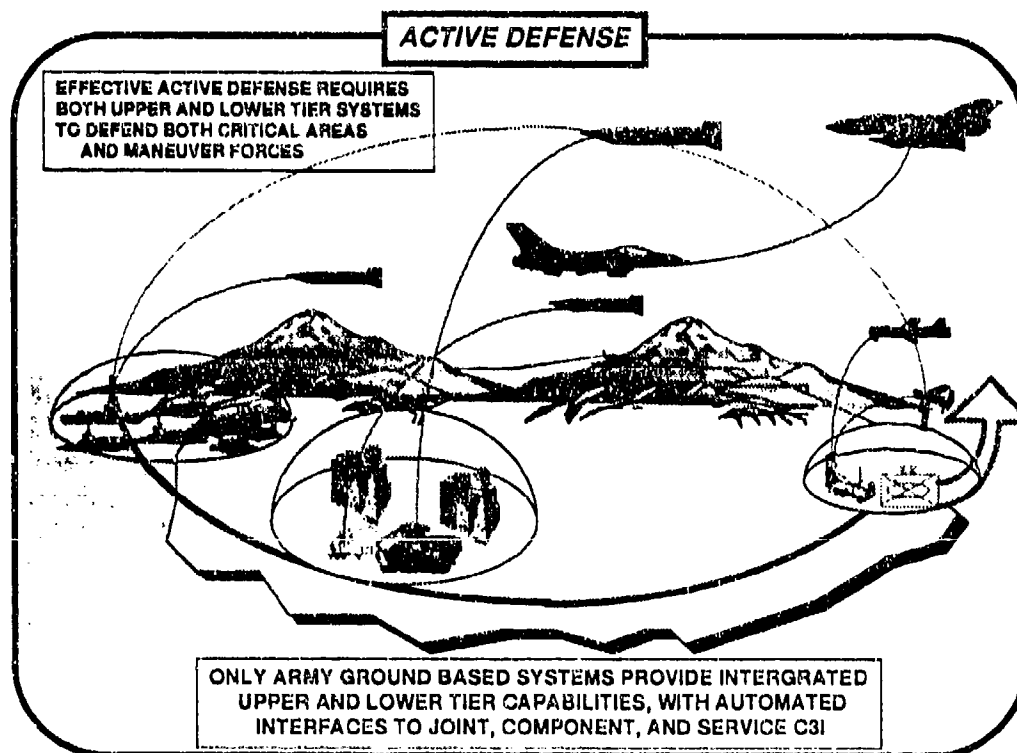 ACTIVE DEFENSE
EFFECTIVE ACTIVE DEFENSE REQUIRES
BOTH UPPER AND LOWER TIER SYSTEMS
TO DEFEND BOTH CRITICAL AREAS
AND MANEUVER FORCES
XX
ONLY ARMY GROUND BASED SYSTEMS PROVIDE INTERGRATED
UPPER AND LOWER TIER CAPABILITIES, WITH AUTOMATED
INTERFACES TO JOINT, COMPONENT, AND SERVICE C3I